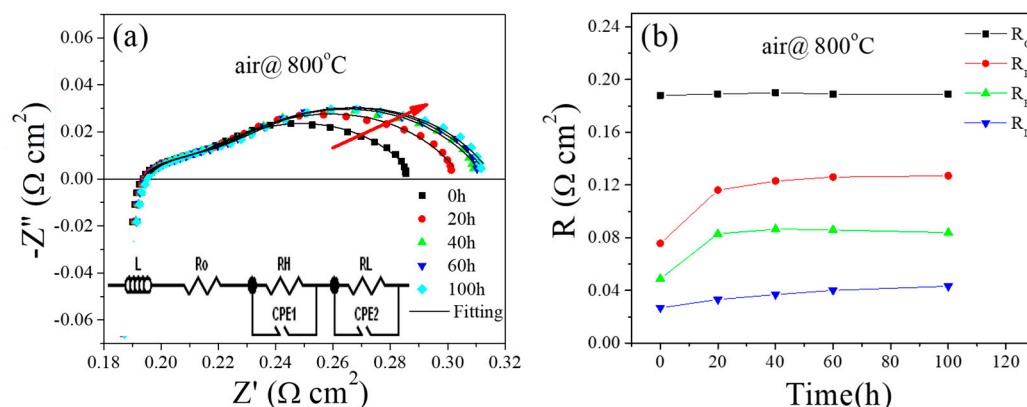 (a)
air@ 800°C
0.06
0.04
0.02
0.00
-0.02
-0.04
-0.06
-Z'' (Ω cm²)
0h
20h
40h
60h
100h
Fitting
L
Ro
RH
RL
CPE1
CPE2
0.18
0.20
0.22
0.24
0.26
0.28
0.30
0.32
Z' (Ω cm²)
(b)
air@ 800°C
0.24
0.20
0.16
0.12
0.08
0.04
0.00
R (Ω cm²)
0
20
40
60
80
100
120
Time(h)